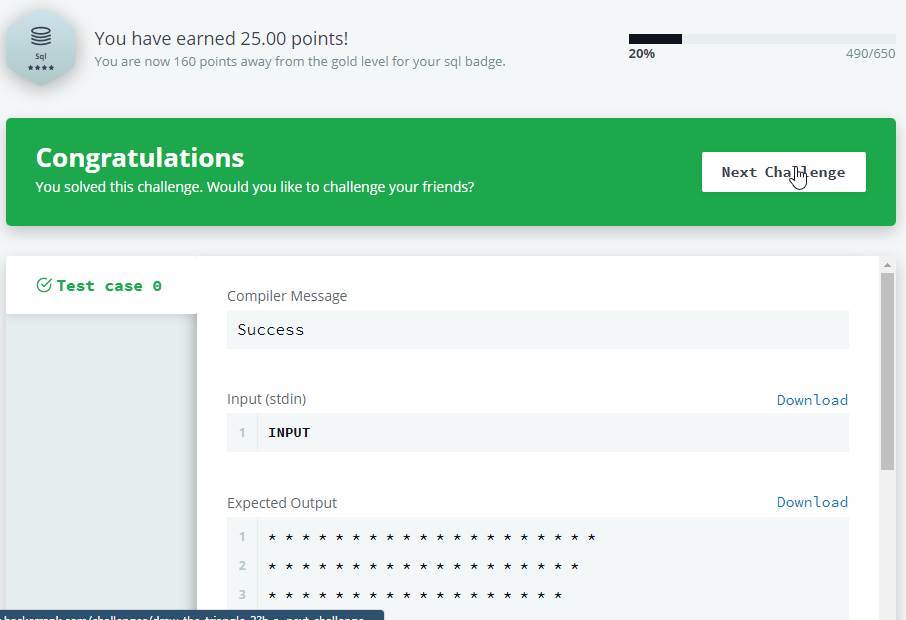 Sql
You have earned 25.00 points!
You are now 160 points away from the gold level for your sql badge.
20%
490/650
Congratulations
You solved this challenge. Would you like to challenge your friends?
Next Challenge
Test case 0
Compiler Message
Success
Input (stdin)
Download
1 INPUT
Expected Output
Download
1 * * * * * * * * * * * * * * * * * * * *
2 * * * * * * * * * * * * * * * * * * *
3 * * * * * * * * * * * * * * * * * *